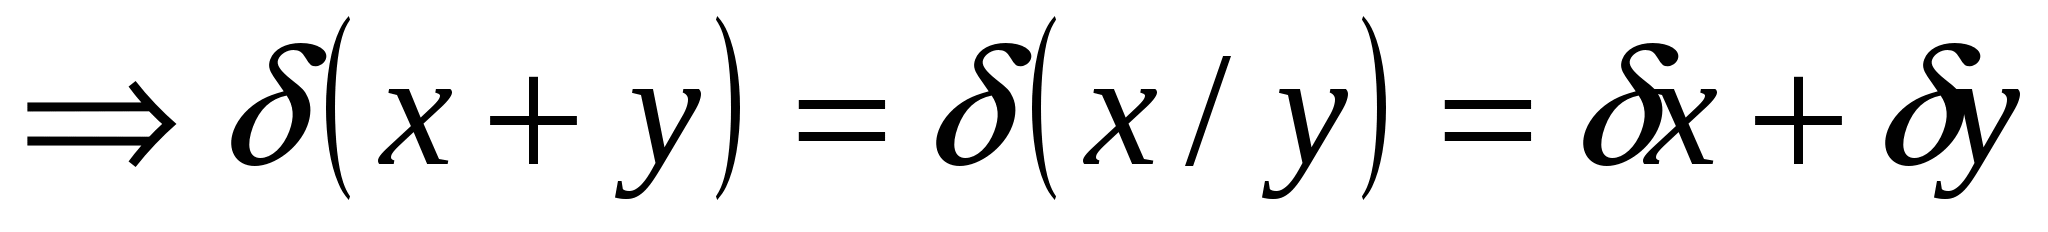 ⇒ δ(x + y) = δ(x / y) = δx + δy